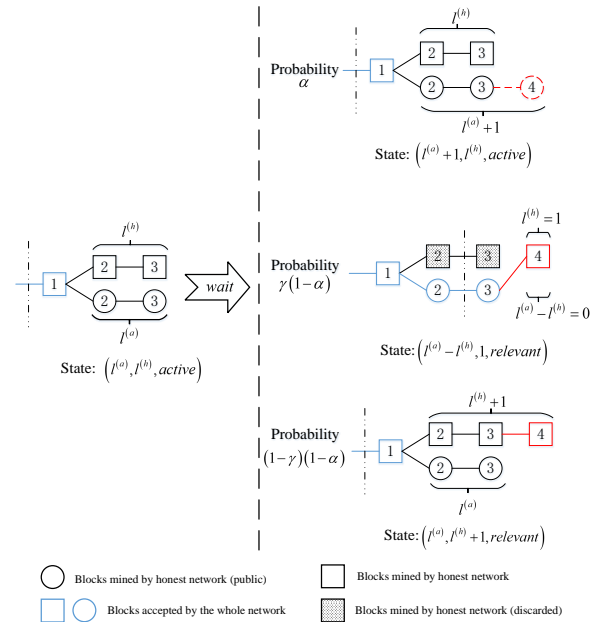 l^{(h)}
2 3
1
Probability
α
2 3 4
l^{(a)}+1
State: (l^{(a)}+1, l^{(h)}, active)
l^{(h)}
2 3
1
2 3
l^{(a)}
State: (l^{(a)}, l^{(h)}, active)
wait
l^{(h)}=1
2 3 4
Probability
γ(1-α)
1
2 3
l^{(a)}-l^{(h)}=0
State: (l^{(a)}-l^{(h)}, 1, relevant)
l^{(h)}+1
Probability
(1-γ)(1-α)
2 3 4
1
2 3
l^{(a)}
State: (l^{(a)}, l^{(h)}+1, relevant)
Blocks mined by honest network (public)
Blocks mined by honest network
Blocks accepted by the whole network
Blocks mined by honest network (discarded)